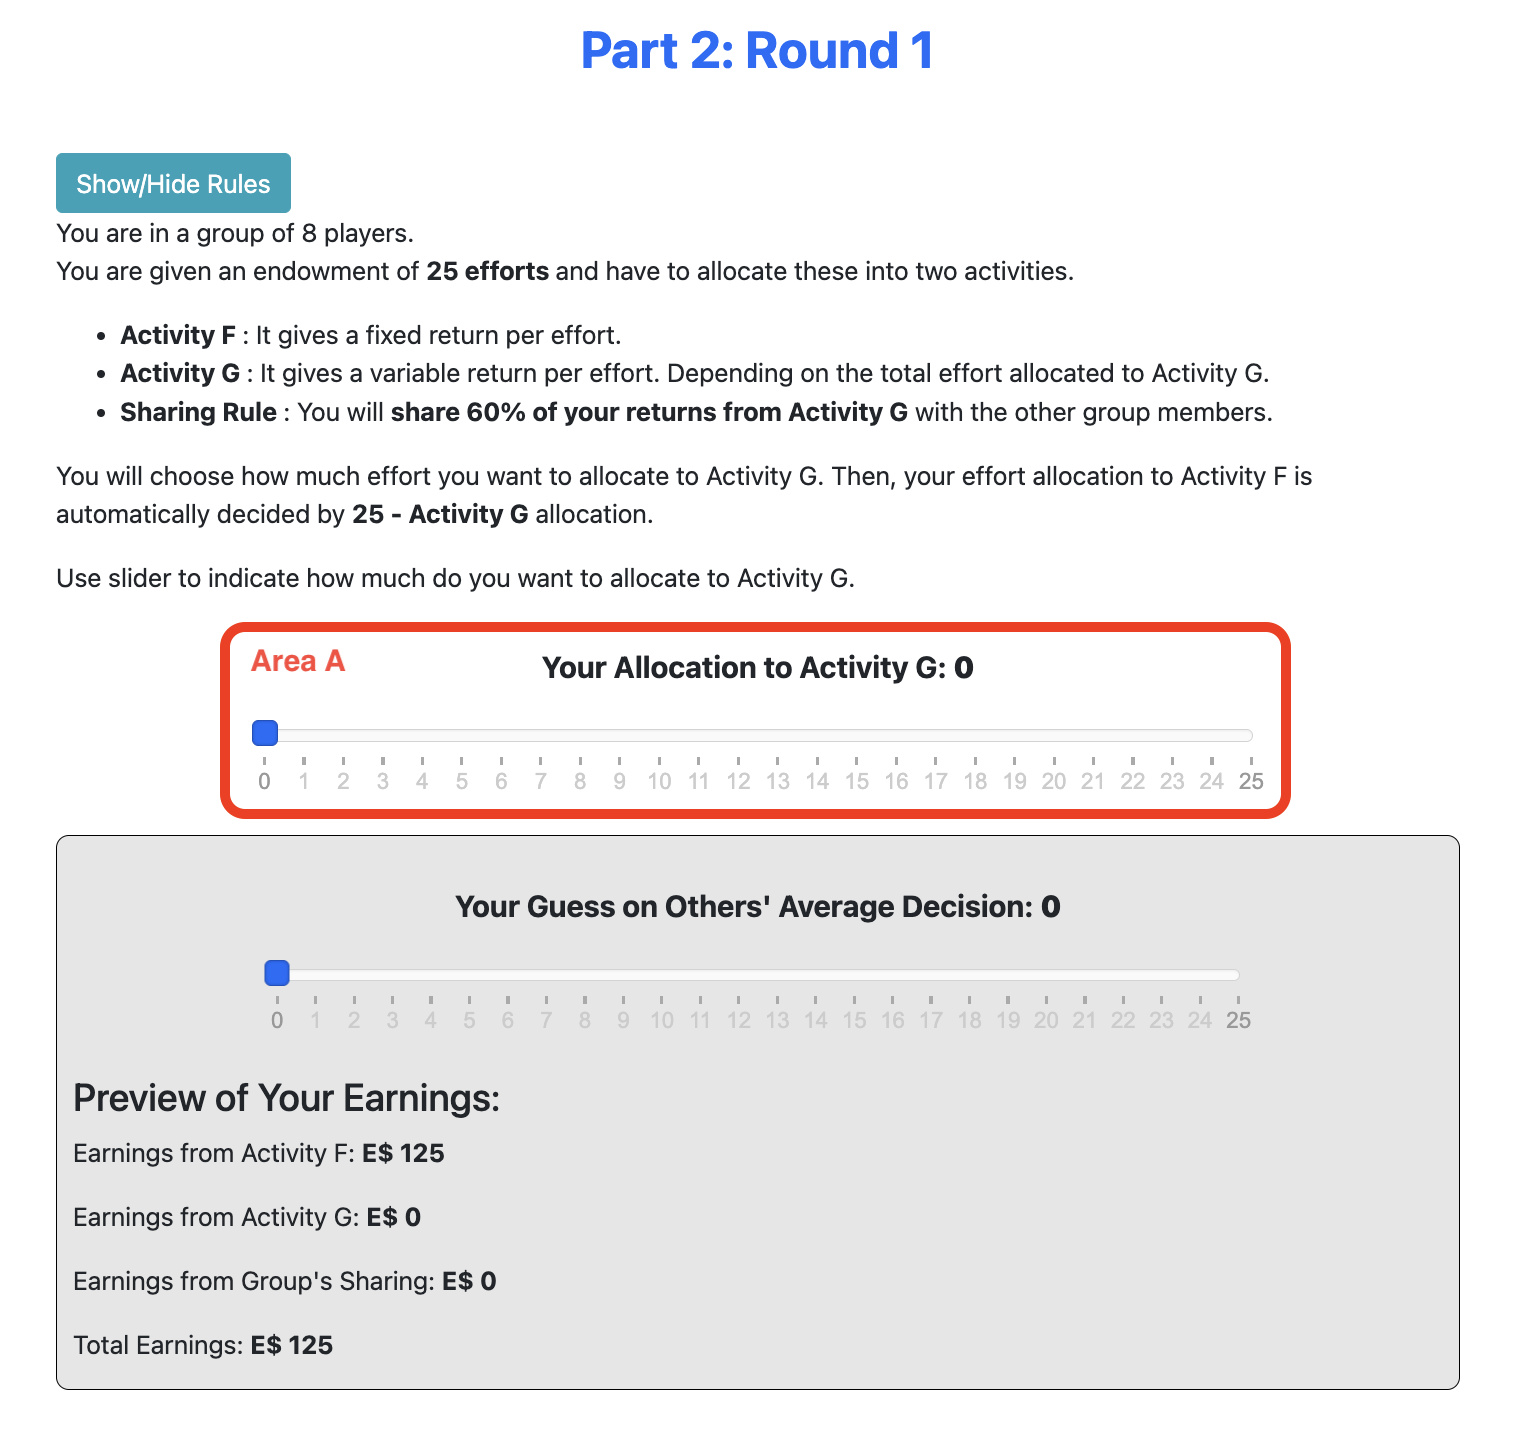 Part 2: Round 1
Show/Hide Rules
You are in a group of 8 players.
You are given an endowment of 25 efforts and have to allocate these into two activities.
• Activity F : It gives a fixed return per effort.
• Activity G : It gives a variable return per effort. Depending on the total effort allocated to Activity G.
• Sharing Rule : You will share 60% of your returns from Activity G with the other group members.
You will choose how much effort you want to allocate to Activity G. Then, your effort allocation to Activity F is
automatically decided by 25 - Activity G allocation.
Use slider to indicate how much do you want to allocate to Activity G.
Area A
Your Allocation to Activity G: 0
0 1 2 3 4 5 6 7 8 9 10 11 12 13 14 15 16 17 18 19 20 21 22 23 24 25
Your Guess on Others' Average Decision: 0
0 1 2 3 4 5 6 7 8 9 10 11 12 13 14 15 16 17 18 19 20 21 22 23 24 25
Preview of Your Earnings:
Earnings from Activity F: E$ 125
Earnings from Activity G: E$ 0
Earnings from Group's Sharing: E$ 0
Total Earnings: E$ 125